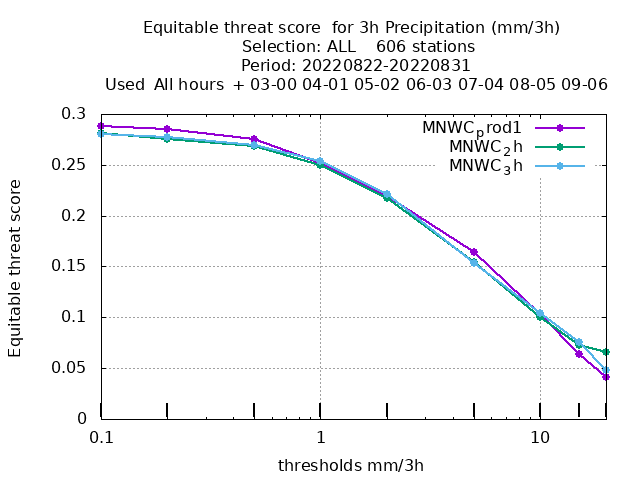 Equitable threat score  for 3h Precipitation (mm/3h)
Selection: ALL    606 stations
Period: 20220822-20220831
Used  All hours  + 03-00 04-01 05-02 06-03 07-04 08-05 09-06
MNWC_prod1
MNWC_2h
MNWC_3h
Equitable threat score
0.3
0.25
0.2
0.15
0.1
0.05
0
0.1
1
10
thresholds mm/3h